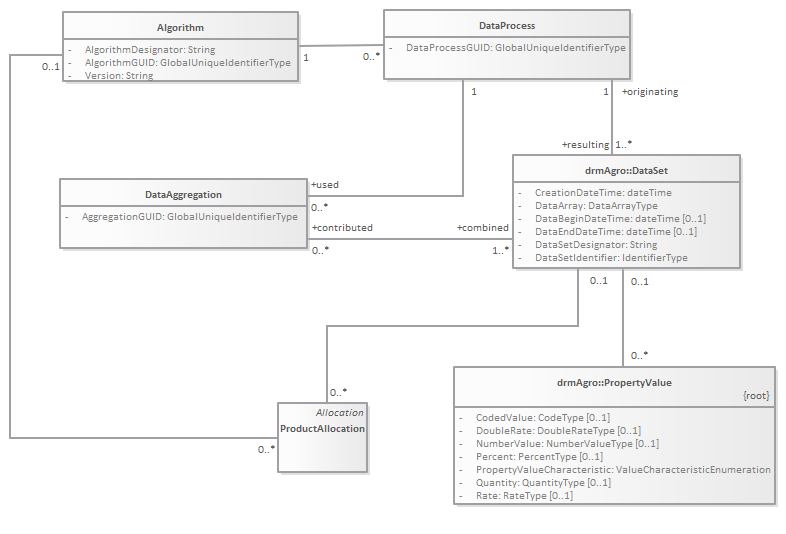 Algorithm
- AlgorithmDesignator: String
- AlgorithmGUID: GlobalUniqueIdentifierType
- Version: String
DataProcess
- DataProcessGUID: GlobalUniqueIdentifierType
0..1
1
0..*
1
1
+originating
+resulting
1..*
DataAggregation
- AggregationGUID: GlobalUniqueIdentifierType
+used
0..*
+contributed
0..*
+combined
1..*
drmAgro::DataSet
- CreationDateTime: dateTime
- DataArray: DataArrayType
- DataBeginDateTime: dateTime [0..1]
- DataEndDateTime: dateTime [0..1]
- DataSetDesignator: String
- DataSetIdentifier: IdentifierType
0..1
0..1
0..*
0..*
Allocation
ProductAllocation
0..*
drmAgro::PropertyValue
{root}
- CodedValue: CodeType [0..1]
- DoubleRate: DoubleRateType [0..1]
- NumberValue: NumberValueType [0..1]
- Percent: PercentType [0..1]
- PropertyValueCharacteristic: ValueCharacteristicEnumeration
- Quantity: QuantityType [0..1]
- Rate: RateType [0..1]